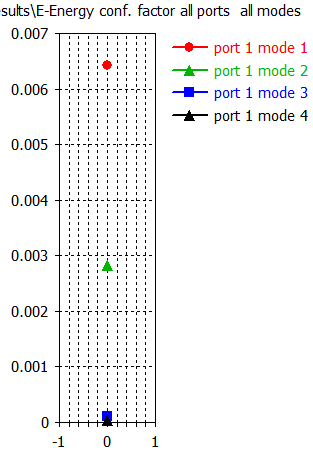 sults\E-Energy conf. factor all ports  all modes
0.007
0.006
0.005
0.004
0.003
0.002
0.001
0
-1 0 1
port 1 mode 1
port 1 mode 2
port 1 mode 3
port 1 mode 4